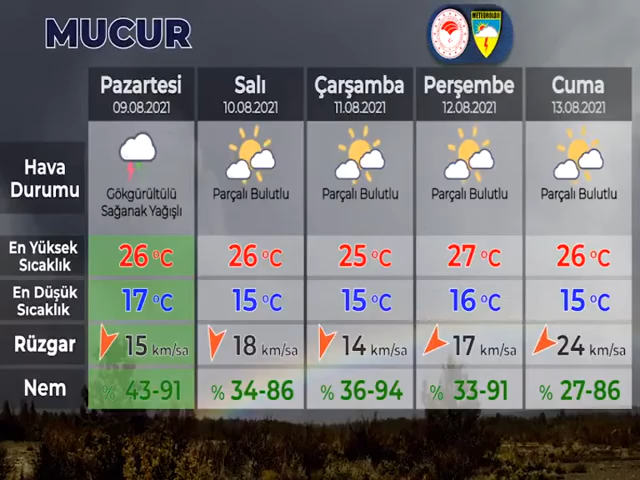 MUCUR
METEOROLOJİ
Pazartesi Salı Çarşamba Perşembe Cuma
09.08.2021 10.08.2021 11.08.2021 12.08.2021 13.08.2021
Hava
Durumu
Gökgürültülü
Sağanak Yağışlı
Parçalı Bulutlu Parçalı Bulutlu Parçalı Bulutlu Parçalı Bulutlu
En Yüksek
Sıcaklık
26 °C 26 °C 25 °C 27 °C 26 °C
En Düşük
Sıcaklık
17 °C 15 °C 15 °C 16 °C 15 °C
Rüzgar 15 km/sa 18 km/sa 14 km/sa 17 km/sa 24 km/sa
Nem % 43-91 % 34-86 % 36-94 % 33-91 % 27-86